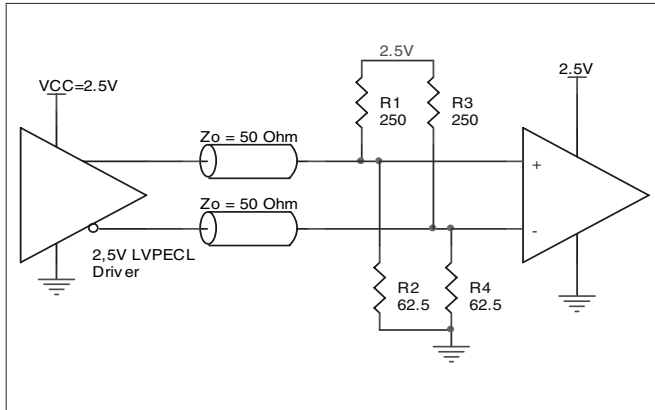 2.5V
VCC=2.5V
2.5V
R1
250
R3
250
Zo = 50 Ohm
+
Zo = 50 Ohm
-
2,5V LVPECL
Driver
R2
62.5
R4
62.5